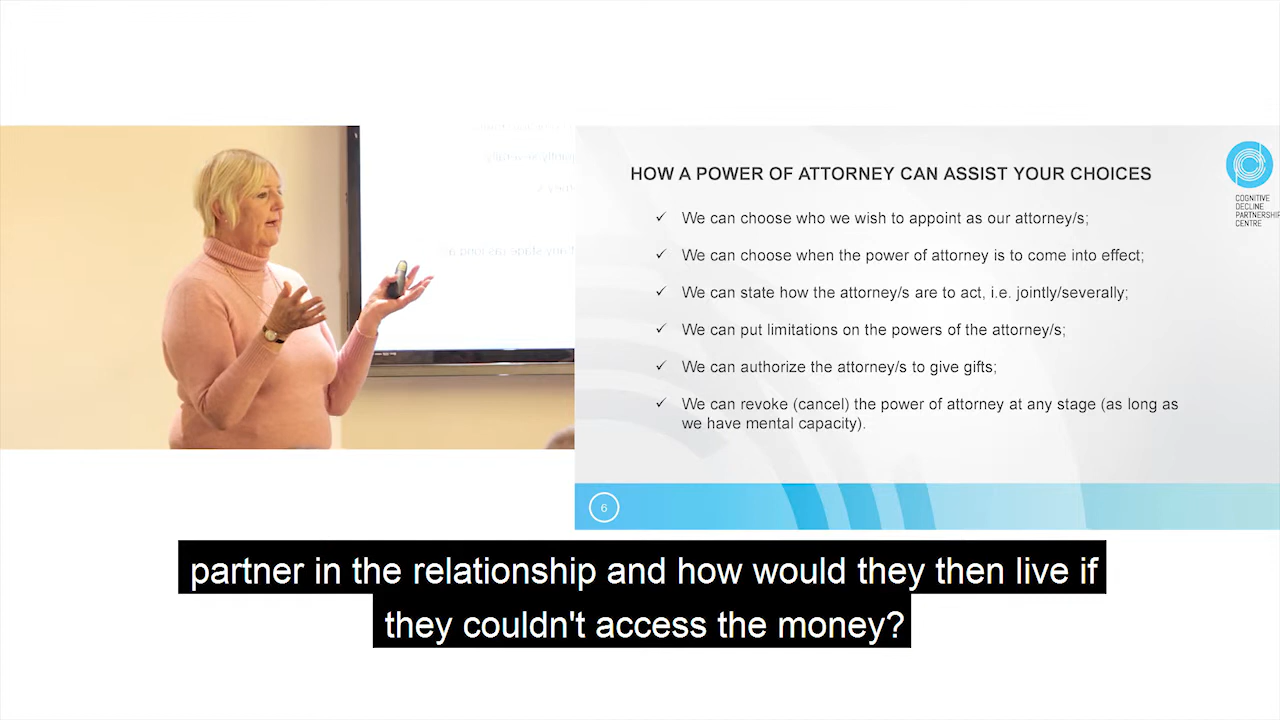 HOW A POWER OF ATTORNEY CAN ASSIST YOUR CHOICES
COGNITIVE
DECLINE
PARTNERSHIP
CENTRE
✓ We can choose who we wish to appoint as our attorney/s;
✓ We can choose when the power of attorney is to come into effect;
✓ We can state how the attorney/s are to act, i.e. jointly/severally;
✓ We can put limitations on the powers of the attorney/s;
✓ We can authorize the attorney/s to give gifts;
✓ We can revoke (cancel) the power of attorney at any stage (as long as
we have mental capacity).
6
partner in the relationship and how would they then live if
they couldn't access the money?